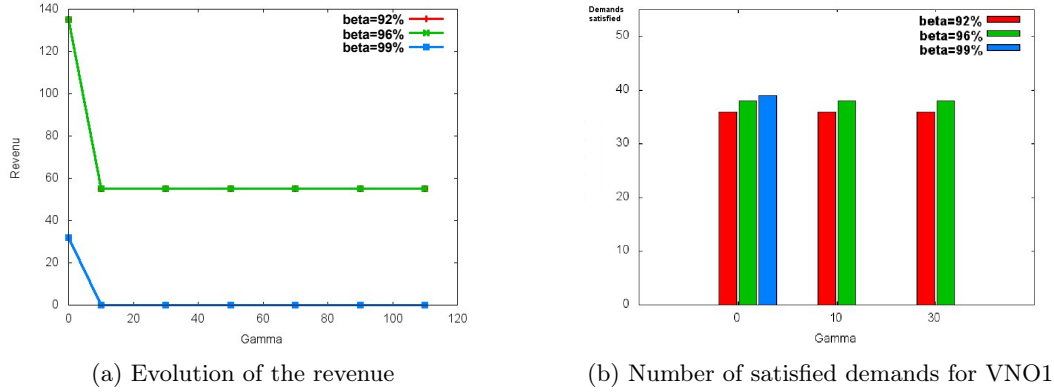 140
120
100
80
60
40
20
0
Revenu
beta=92%
beta=96%
beta=99%
0 20 40 60 80 100 120
Gamma
(a) Evolution of the revenue
Demands
satisfied
50
40
30
20
10
0
beta=92%
beta=96%
beta=99%
0 10 30
Gamma
(b) Number of satisfied demands for VNO1